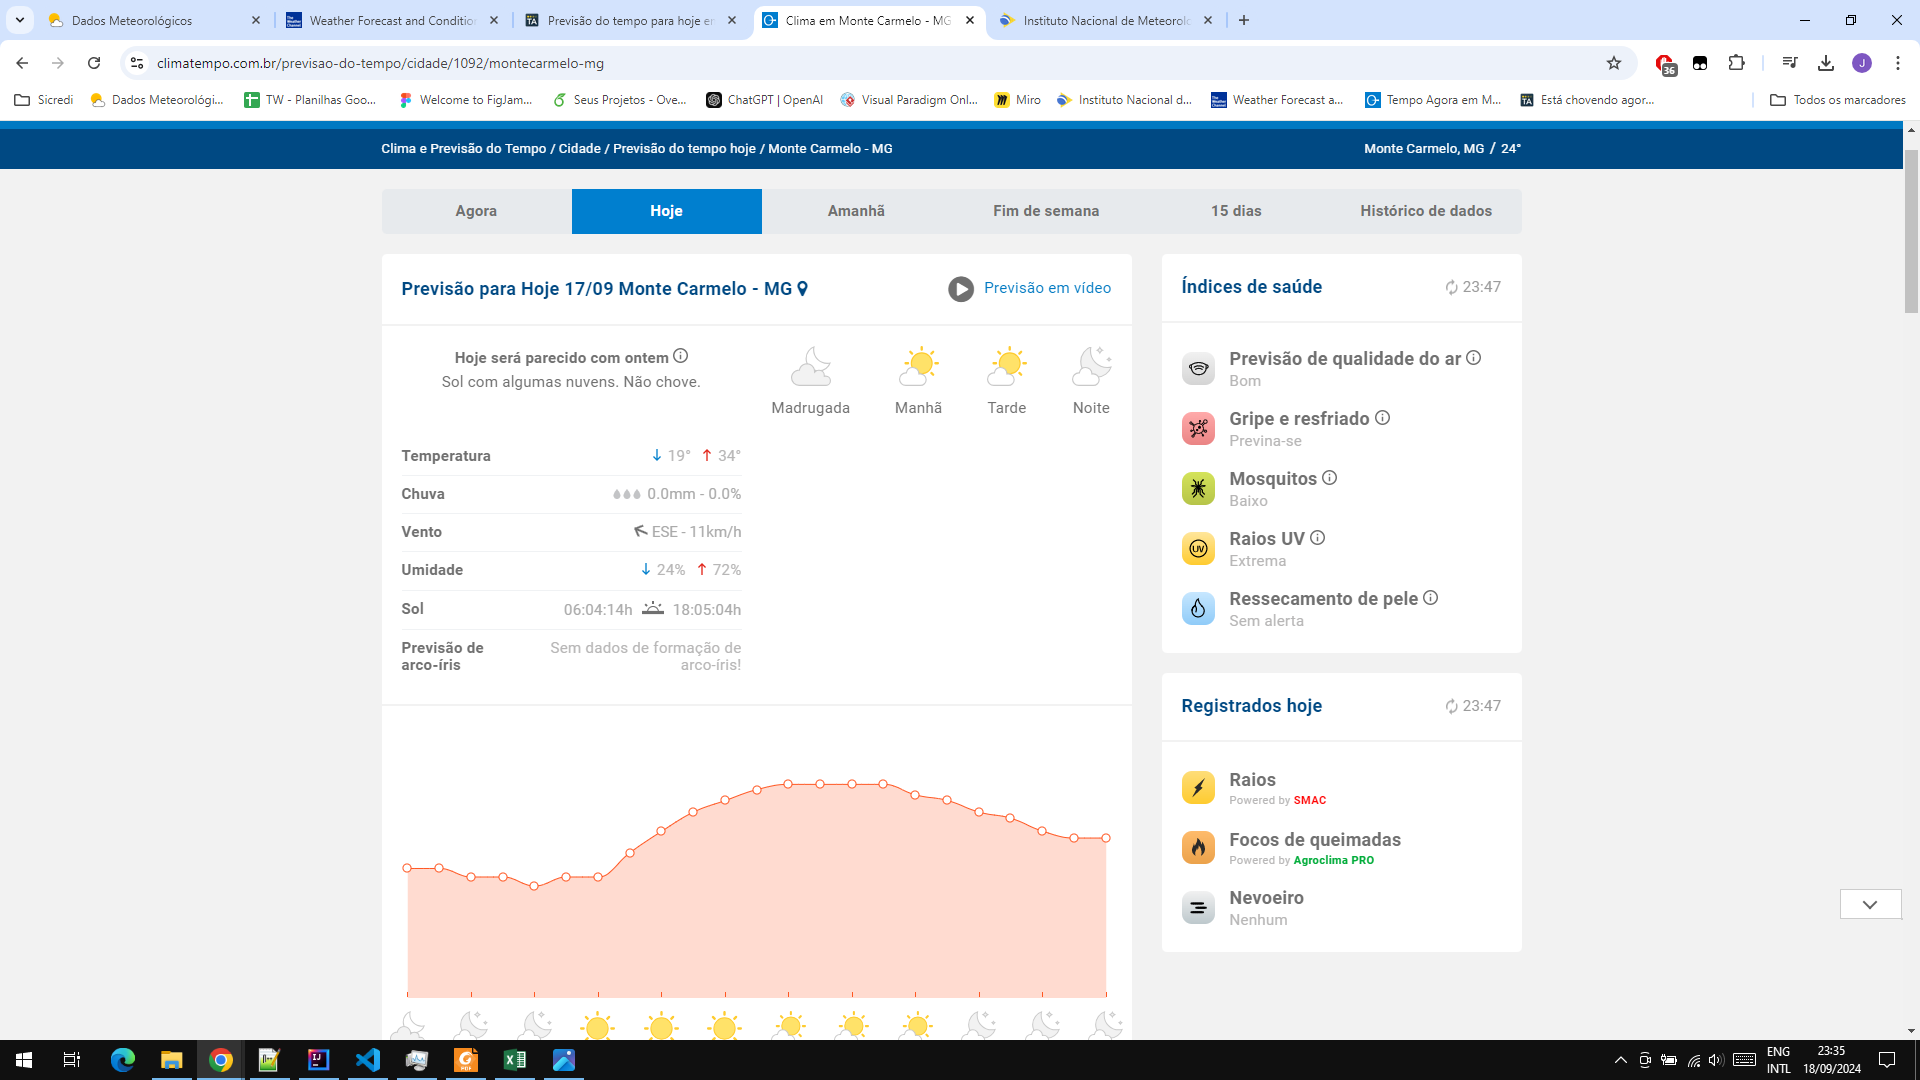 Dados Meteorológicos
Weather Forecast and Conditio
Previsão do tempo para hoje e
Clima em Monte Carmelo - MG
Instituto Nacional de Meteorolo
climatempo.com.br/previsao-do-tempo/cidade/1092/montecarmelo-mg
36
J
Sicredi
Dados Meteorológi...
TW - Planilhas Goo...
Welcome to FigJam...
Seus Projetos - Ove...
ChatGPT | OpenAI
Visual Paradigm Onl...
Miro
Instituto Nacional d...
Weather Forecast a...
Tempo Agora em M...
Está chovendo agor...
Todos os marcadores
Clima e Previsão do Tempo / Cidade / Previsão do tempo hoje / Monte Carmelo - MG
Monte Carmelo, MG / 24°
Agora
Hoje
Amanhã
Fim de semana
15 dias
Histórico de dados
Previsão para Hoje 17/09 Monte Carmelo - MG
Previsão em vídeo
Hoje será parecido com ontem
Sol com algumas nuvens. Não chove.
Madrugada
Manhã
Tarde
Noite
Temperatura
19° 34°
Chuva
0.0mm - 0.0%
Vento
ESE - 11km/h
Umidade
24% 72%
Sol
06:04:14h 18:05:04h
Previsão de
arco-íris
Sem dados de formação de
arco-íris!
Índices de saúde
23:47
Previsão de qualidade do ar
Bom
Gripe e resfriado
Previna-se
Mosquitos
Baixo
UV
Raios UV
Extrema
Ressecamento de pele
Sem alerta
Registrados hoje
23:47
Raios
Powered by SMAC
Focos de queimadas
Powered by Agroclima PRO
Nevoeiro
Nenhum
ENG
INTL
23:35
18/09/2024